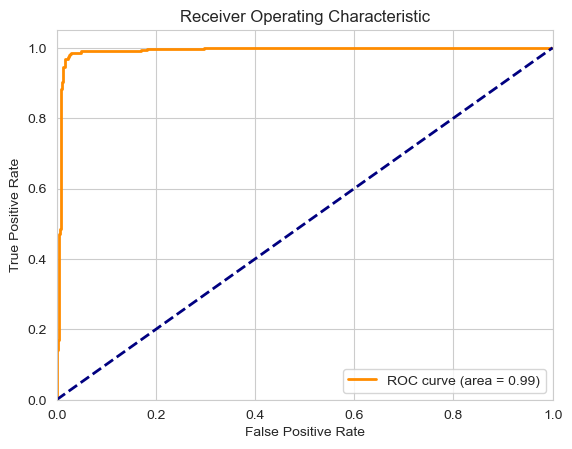 Receiver Operating Characteristic
1.0
0.8
0.6
0.4
0.2
0.0
True Positive Rate
ROC curve (area = 0.99)
0.0 0.2 0.4 0.6 0.8 1.0
False Positive Rate